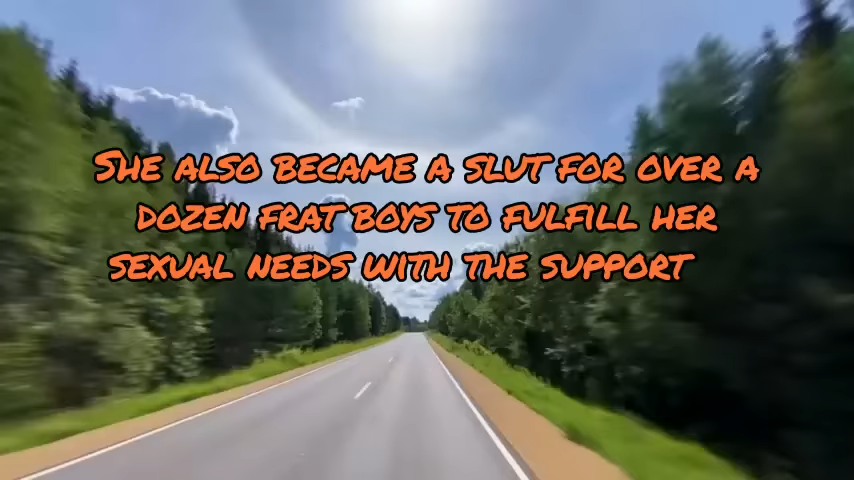 She also became a slut for over a
dozen frat boys to fulfill her
sexual needs with the support